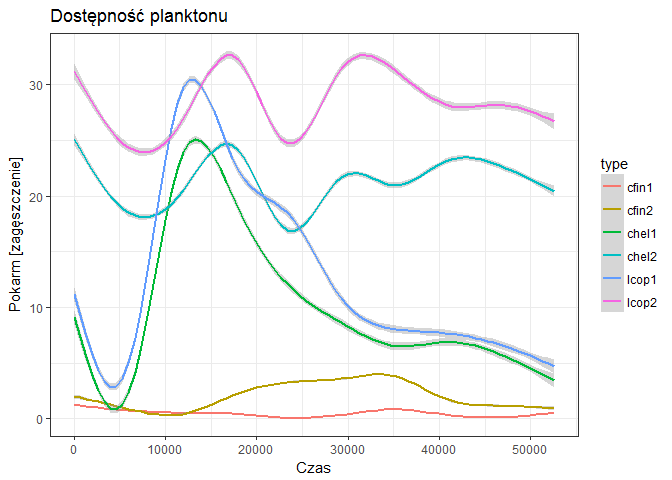 Dostępność planktonu
Pokarm [zagęszczenie]
30
20
10
0
0 10000 20000 30000 40000 50000
Czas
type
cfin1
cfin2
chel1
chel2
lcop1
lcop2